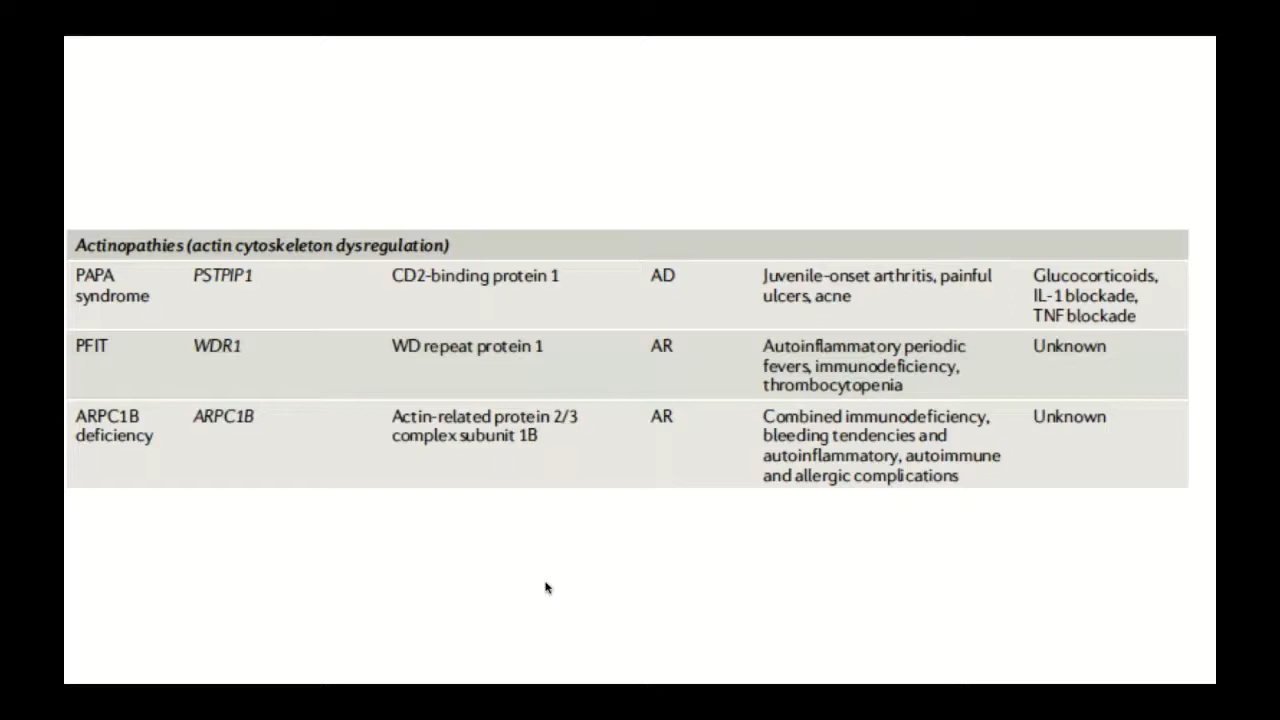 Actinopathies (actin cytoskeleton dysregulation)
PAPA syndrome PSTPIP1 CD2-binding protein 1 AD Juvenile-onset arthritis, painful ulcers, acne Glucocorticoids, IL-1 blockade, TNF blockade
PFIT WDR1 WD repeat protein 1 AR Autoinflammatory periodic fevers, immunodeficiency, thrombocytopenia Unknown
ARPC1B deficiency ARPC1B Actin-related protein 2/3 complex subunit 1B AR Combined immunodeficiency, bleeding tendencies and autoinflammatory, autoimmune and allergic complications Unknown